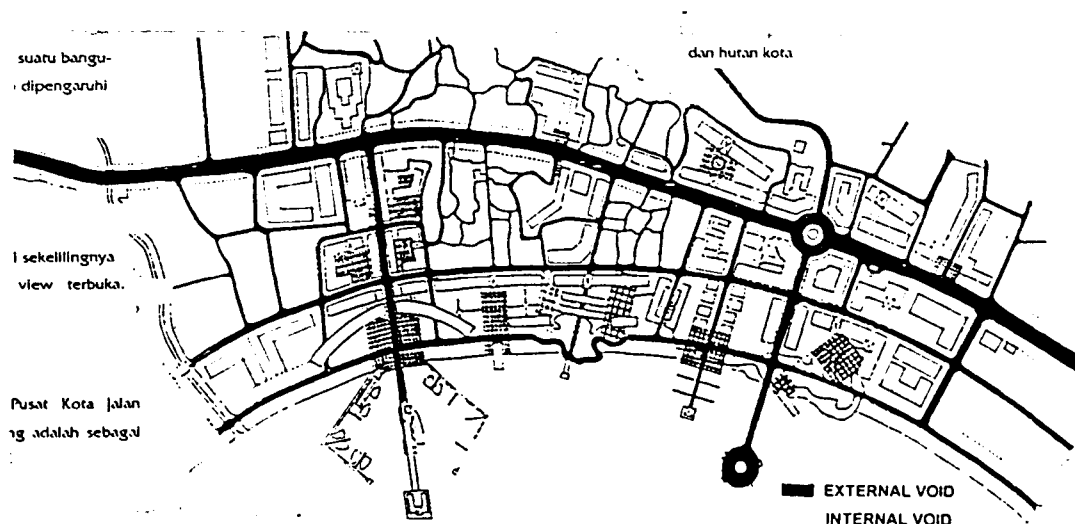 suatu bangu-
dipengaruhi
dan hutan kota
sekelilingnya
view terbuka.
Pusat Kota Jalan
ng adalah sebagai
EXTERNAL VOID
INTERNAL VOID